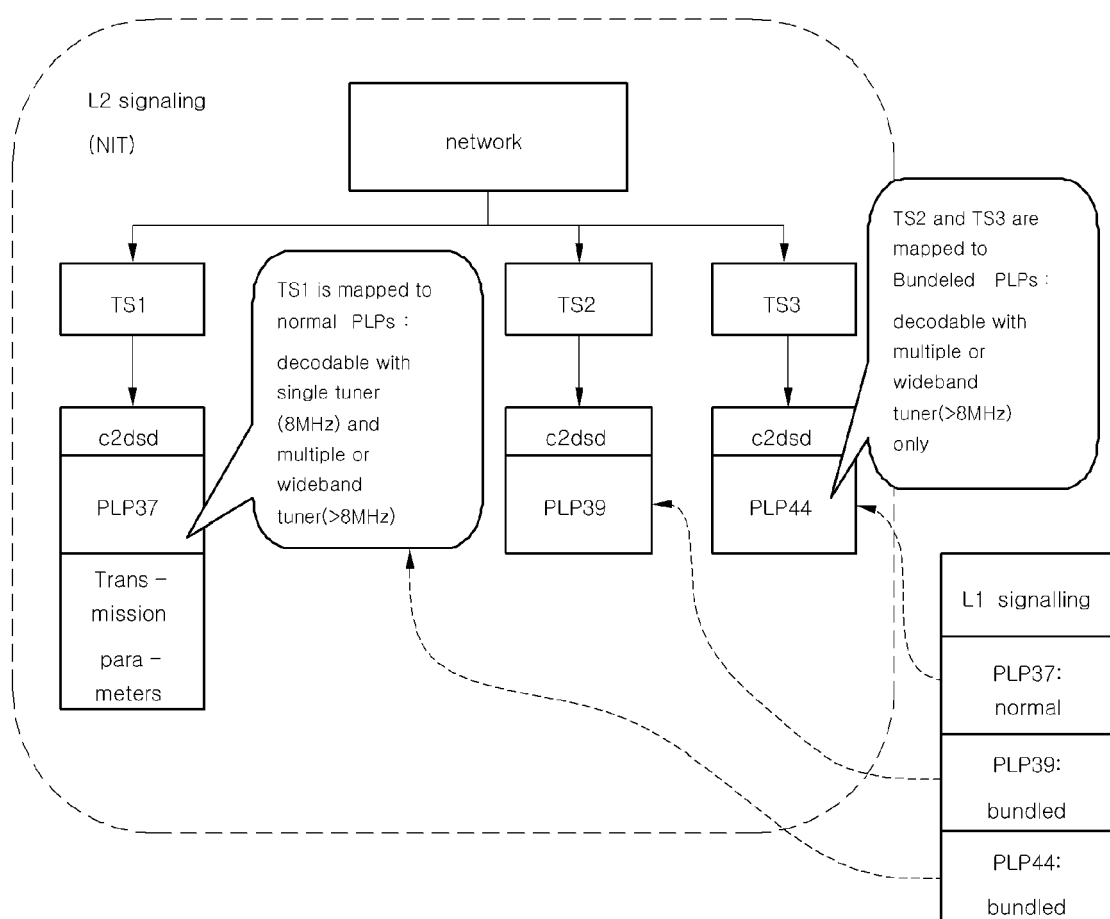 L2 signaling
(NIT)
network
TS1
TS2
TS3
TS1 is mapped to
normal PLPs :
decodable with
single tuner
(8MHz) and
multiple or
wideband
tuner(>8MHz)
TS2 and TS3 are
mapped to
Bundeled PLPs :
decodable with
multiple or
wideband
tuner(>8MHz)
only
c2dsd
PLP37
Trans -
mission
para -
meters
c2dsd
PLP39
c2dsd
PLP44
L1 signalling
PLP37:
normal
PLP39:
bundled
PLP44:
bundled